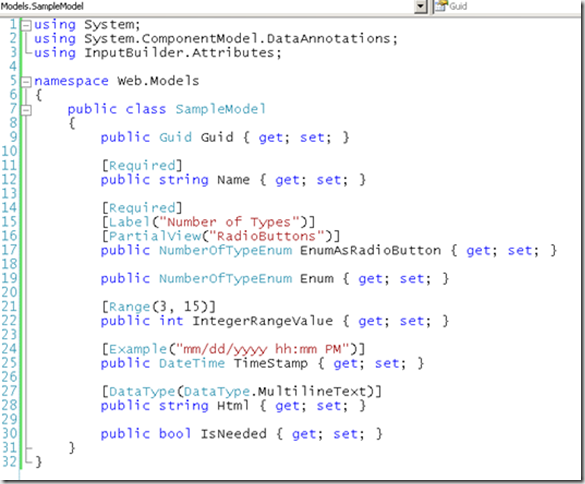 Models.SampleModel Guid
1 using System;
2 using System.ComponentModel.DataAnnotations;
3 using InputBuilder.Attributes;
4
5 namespace Web.Models
6 {
7     public class SampleModel
8     {
9         public Guid Guid { get; set; }
10
11         [Required]
12         public string Name { get; set; }
13
14         [Required]
15         [Label("Number of Types")]
16         [PartialView("RadioButtons")]
17         public NumberOfTypeEnum EnumAsRadioButton { get; set; }
18
19         public NumberOfTypeEnum Enum { get; set; }
20
21         [Range(3, 15)]
22         public int IntegerRangeValue { get; set; }
23
24         [Example("mm/dd/yyyy hh:mm PM")]
25         public DateTime TimeStamp { get; set; }
26
27         [DataType(DataType.MultilineText)]
28         public string Html { get; set; }
29
30         public bool IsNeeded { get; set; }
31     }
32 }